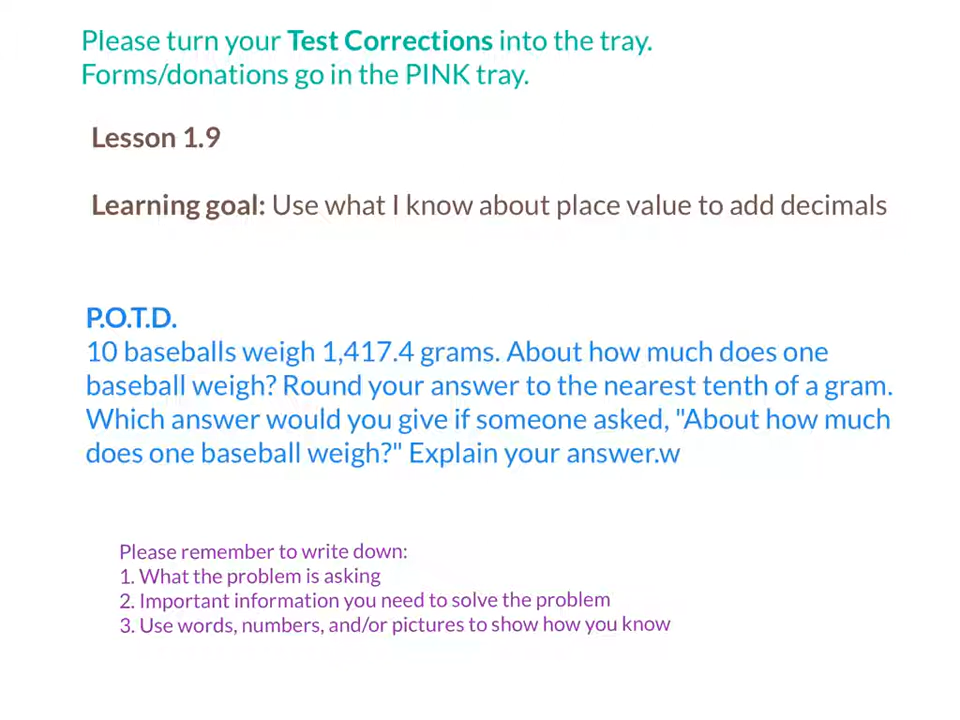 Please turn your Test Corrections into the tray.
Forms/donations go in the PINK tray.
Lesson 1.9
Learning goal: Use what I know about place value to add decimals
P.O.T.D.
10 baseballs weigh 1,417.4 grams. About how much does one
baseball weigh? Round your answer to the nearest tenth of a gram.
Which answer would you give if someone asked, "About how much
does one baseball weigh?" Explain your answer.w
Please remember to write down:
1. What the problem is asking
2. Important information you need to solve the problem
3. Use words, numbers, and/or pictures to show how you know